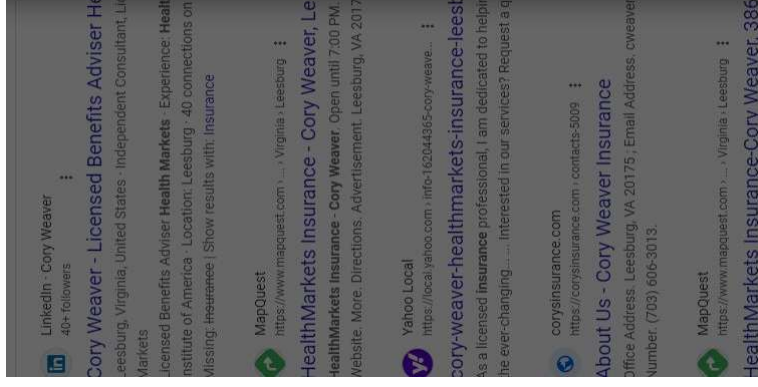 LinkedIn · Cory Weaver
40+ followers
Cory Weaver - Licensed Benefits Adviser
Leesburg, Virginia, United States · Independent Consultant,
Markets
Licensed Benefits Adviser Health Markets · Experience:
Institute of America · Location: Leesburg · 40 connections on
Missing: insurance | Show results with: Insurance
MapQuest
https://www.mapquest.com › ... › Virginia › Leesburg
HealthMarkets Insurance - Cory Weaver,
HealthMarkets Insurance - Cory Weaver. Open until 7:00 PM.
Website. More. Directions. Advertisement. Leesburg, VA 2017
Yahoo Local
https://local.yahoo.com › info-162044365-cory-weave...
cory-weaver-healthmarkets-insurance-leesb
As a licensed insurance professional, I am dedicated to helpin
the ever-changing... ... Interested in our services? Request a q
corysinsurance.com
https://corysinsurance.com › contacts-5009
About Us - Cory Weaver Insurance
Office Address. Leesburg, VA 20175 ; Email Address. cweaver
Number. (703) 606-3013.
MapQuest
https://www.mapquest.com › ... › Virginia › Leesburg
HealthMarkets Insurance-Cory Weaver, 386